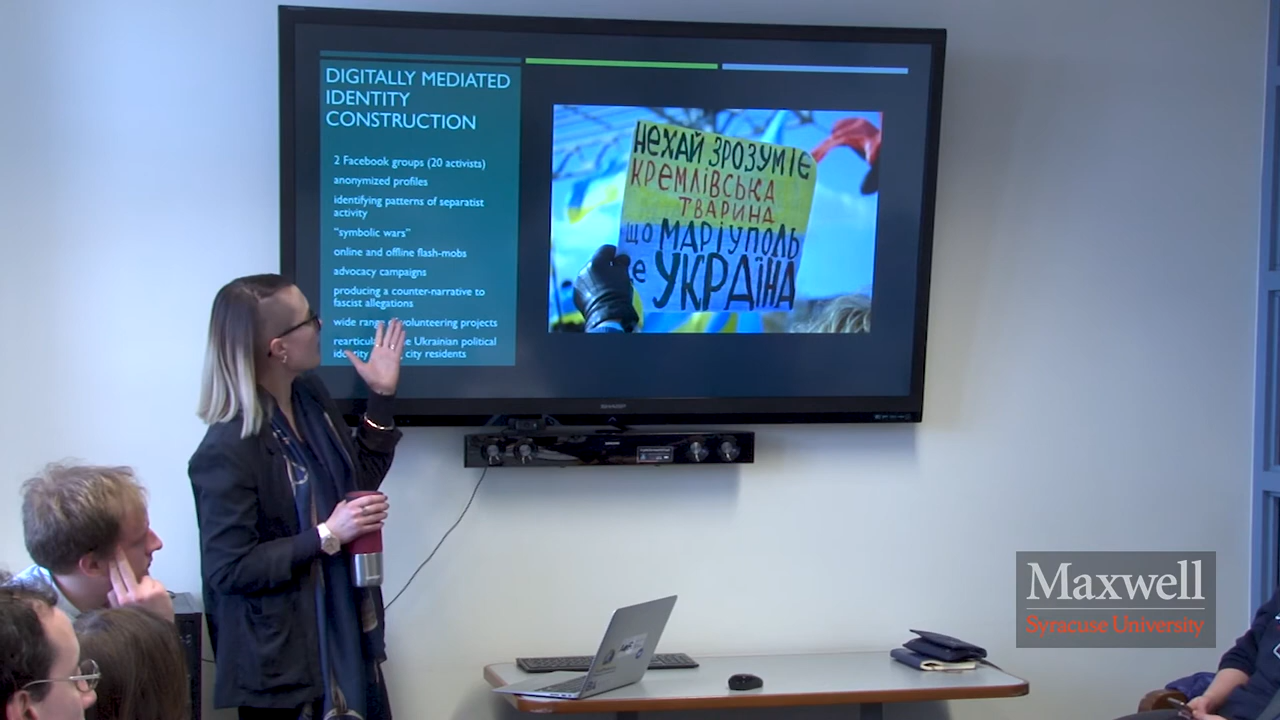 DIGITALLY MEDIATED
IDENTITY
CONSTRUCTION
2 Facebook groups (20 activists)
anonymized profiles
identifying patterns of separatist
activity
“symbolic wars”
online and offline flash-mobs
advocacy campaigns
producing a counter-narrative to
fascist allegations
wide volunteering projects
Ukrainian political
city residents
НЕХАЙ ЗРОЗУМІЄ
КРЕМЛІВСЬКА
ТВАРИНА
ЩО МАРІУПОЛЬ
це УКРАЇНА
SHARP
Maxwell
Syracuse University